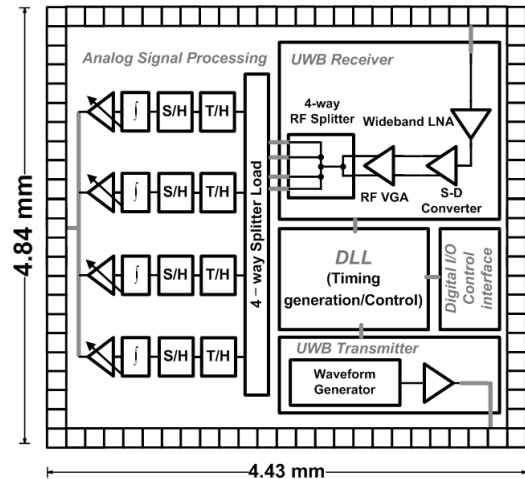 Analog Signal Processing
UWB Receiver
4-way
RF Splitter
Wideband LNA
RF VGA
S-D
Converter
∫
S/H
T/H
∫
S/H
T/H
∫
S/H
T/H
∫
S/H
T/H
4 – way Splitter Load
DLL
(Timing
generation/Control)
Digital I/O
Control
interface
UWB Transmitter
Waveform
Generator
4.84 mm
4.43 mm